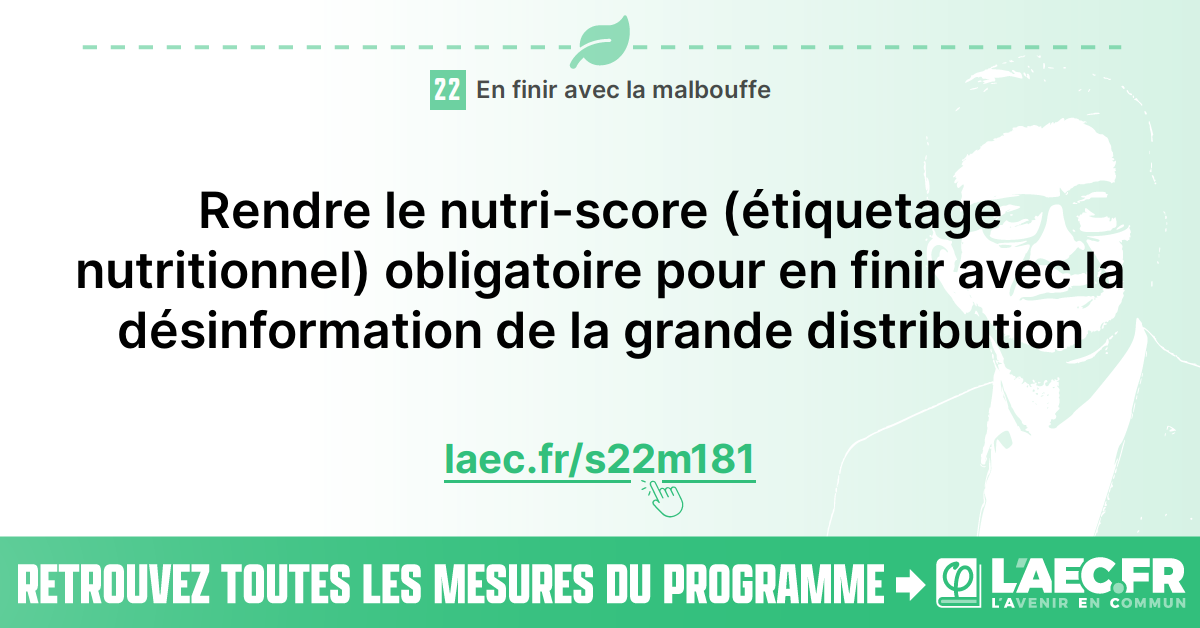 22 En finir avec la malbouffe
Rendre le nutri-score (étiquetage
nutritionnel) obligatoire pour en finir avec la
désinformation de la grande distribution
laec.fr/s22m181
RETROUVEZ TOUTES LES MESURES DU PROGRAMME
φ L'AEC.FR
L'AVENIR EN COMMUN